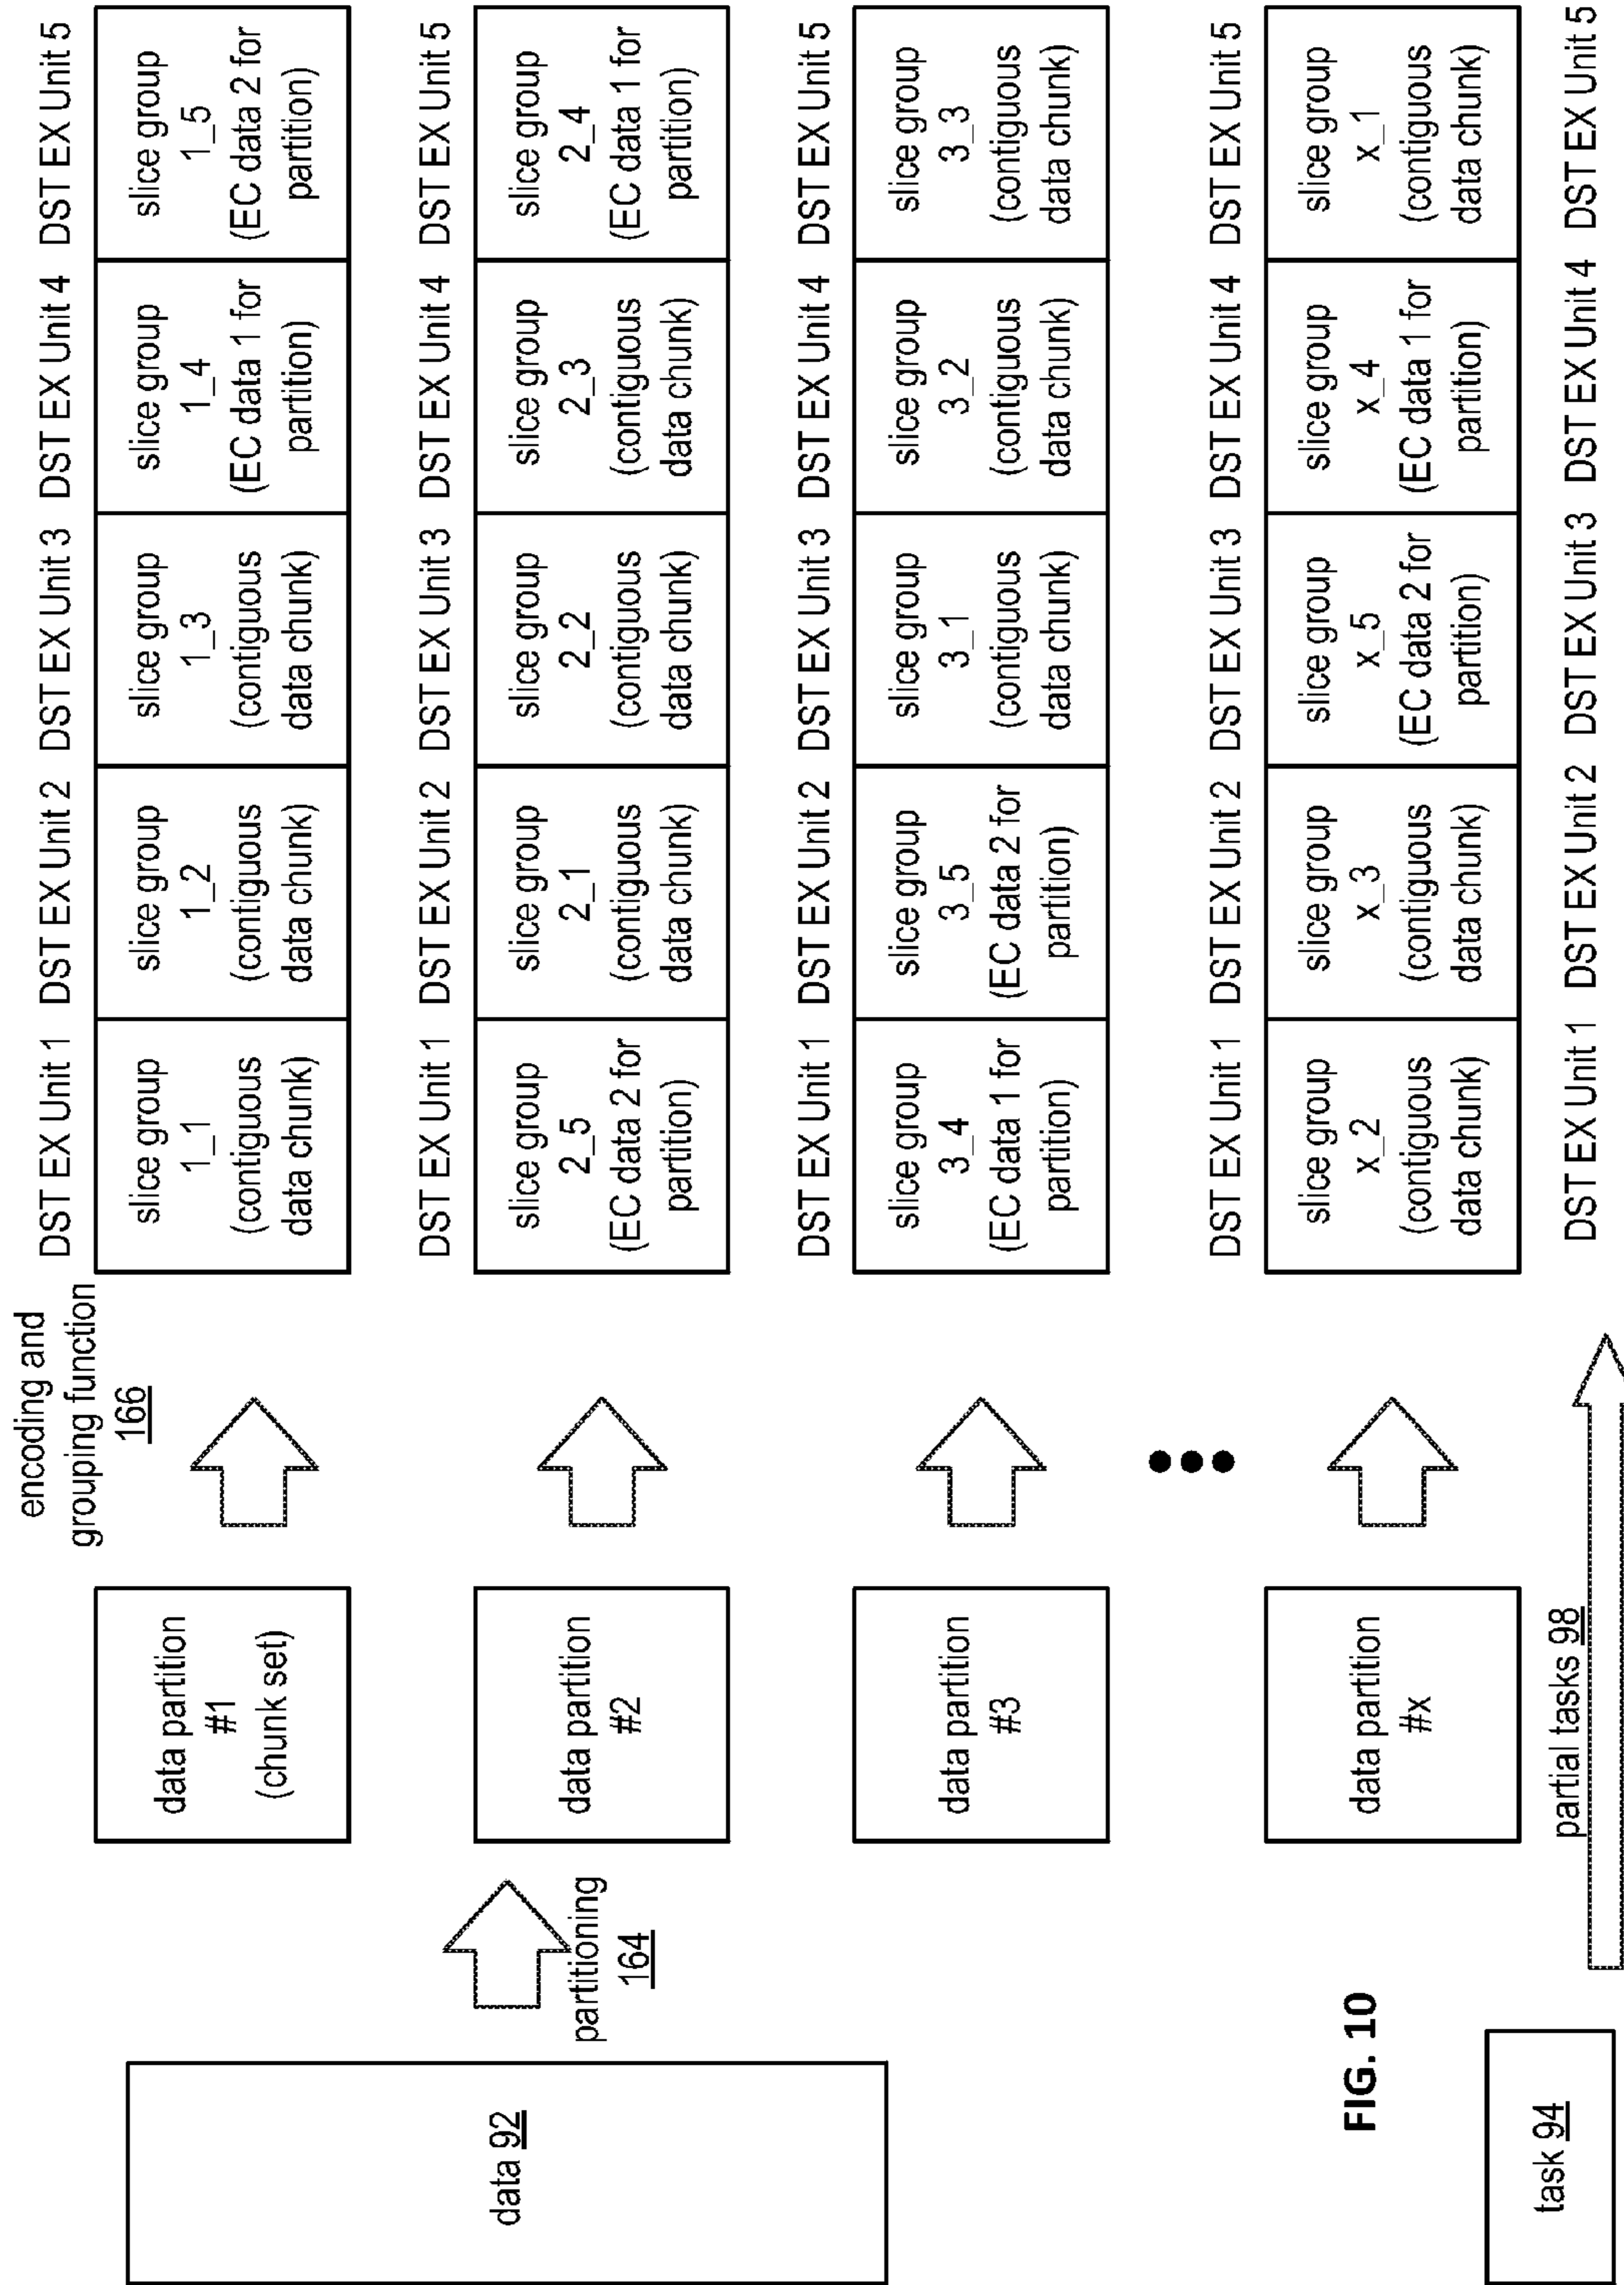 data 92
partitioning
164
data partition
#1
(chunk set)
data partition
#2
data partition
#3
data partition
#x
encoding and
grouping function
166
DST EX Unit 1 DST EX Unit 2 DST EX Unit 3 DST EX Unit 4 DST EX Unit 5
slice group
1_1
(contiguous
data chunk)
slice group
1_2
(contiguous
data chunk)
slice group
1_3
(contiguous
data chunk)
slice group
1_4
(EC data 1 for
partition)
slice group
1_5
(EC data 2 for
partition)
DST EX Unit 1 DST EX Unit 2 DST EX Unit 3 DST EX Unit 4 DST EX Unit 5
slice group
2_5
(EC data 2 for
partition)
slice group
2_1
(contiguous
data chunk)
slice group
2_2
(contiguous
data chunk)
slice group
2_3
(contiguous
data chunk)
slice group
2_4
(EC data 1 for
partition)
DST EX Unit 1 DST EX Unit 2 DST EX Unit 3 DST EX Unit 4 DST EX Unit 5
slice group
3_4
(EC data 1 for
partition)
slice group
3_5
(EC data 2 for
partition)
slice group
3_1
(contiguous
data chunk)
slice group
3_2
(contiguous
data chunk)
slice group
3_3
(contiguous
data chunk)
DST EX Unit 1 DST EX Unit 2 DST EX Unit 3 DST EX Unit 4 DST EX Unit 5
slice group
x_2
(contiguous
data chunk)
slice group
x_3
(contiguous
data chunk)
slice group
x_5
(EC data 2 for
partition)
slice group
x_4
(EC data 1 for
partition)
slice group
x_1
(contiguous
data chunk)
FIG. 10
task 94
partial tasks 98
DST EX Unit 1 DST EX Unit 2 DST EX Unit 3 DST EX Unit 4 DST EX Unit 5